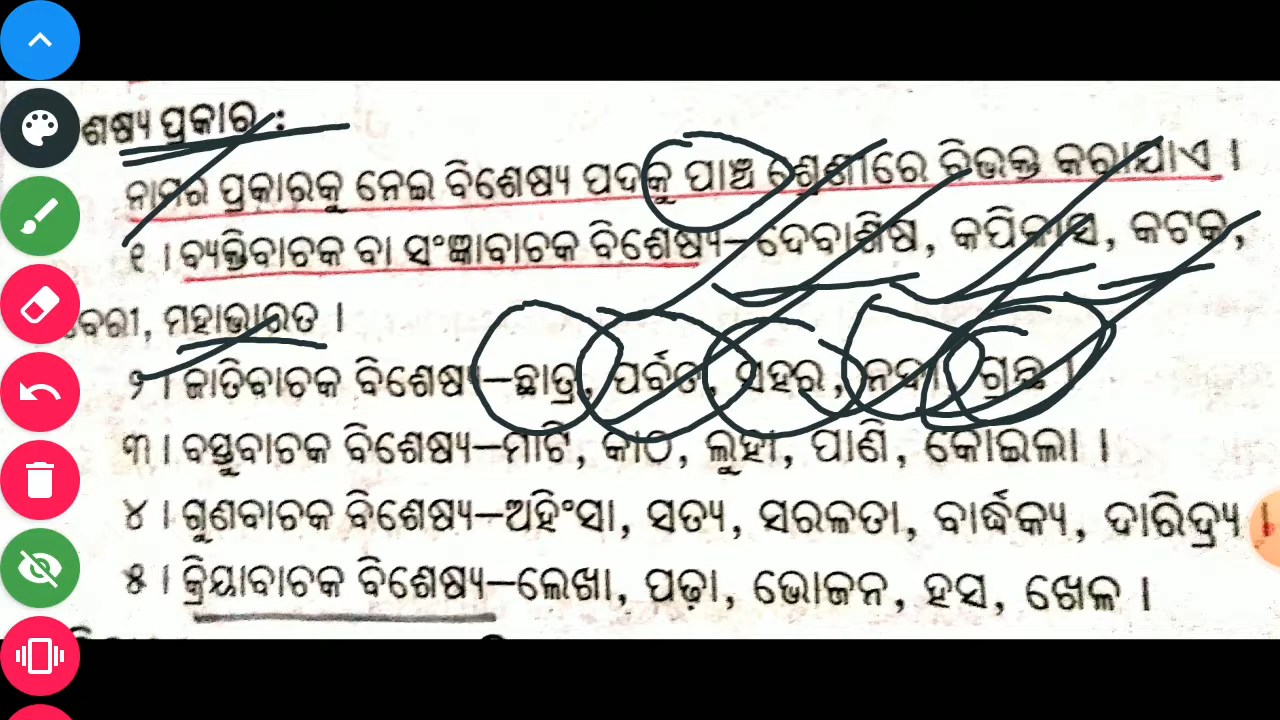 ଶଷ୍ୟ ପ୍ରକାର :
ନାମର ପ୍ରକାରକୁ ନେଇ ବିଶେଷ୍ୟ ପଦକୁ ପାଞ୍ଚ ଶ୍ରେଣୀରେ ବିଭକ୍ତ କରାଯାଏ ।
୧ । ବ୍ୟକ୍ତିବାଚକ ବା ସଂଜ୍ଞାବାଚକ ବିଶେଷ୍ୟ–ଦେବାଶିଷ, କପିଳାସ, କଟକ,
ବେରୀ, ମହାଭାରତ ।
୨ । ଜାତିବାଚକ ବିଶେଷ୍ୟ–ଛାତ୍ର, ପର୍ବତ, ସହର, ନଦୀ, ଗ୍ରନ୍ଥ ।
୩ । ବସ୍ତୁବାଚକ ବିଶେଷ୍ୟ–ମାଟି, କାଠ, ଲୁହା, ପାଣି, କୋଇଲା ।
୪ । ଗୁଣବାଚକ ବିଶେଷ୍ୟ–ଅହିଂସା, ସତ୍ୟ, ସରଳତା, ବାର୍ଦ୍ଧକ୍ୟ, ଦାରିଦ୍ର୍ୟ ।
୫ । କ୍ରିୟାବାଚକ ବିଶେଷ୍ୟ–ଲେଖା, ପଢ଼ା, ଭୋଜନ, ହସ, ଖେଳ ।